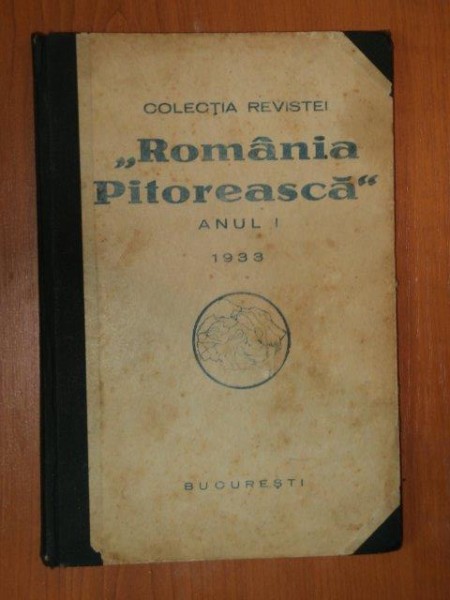 COLECȚIA REVISTEI
„România
Pitorească“
ANUL I
1933
BUCUREȘTI